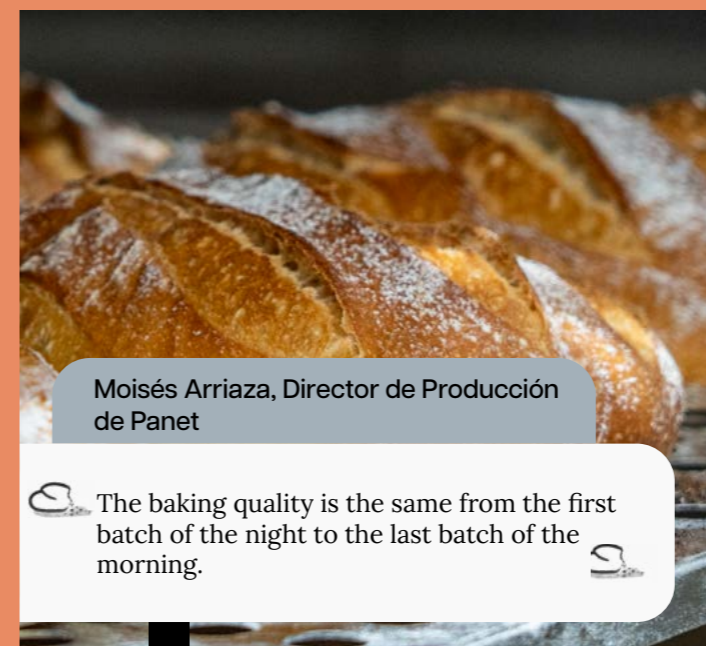 Moisés Arriaza, Director de Producción
de Panet
The baking quality is the same from the first
batch of the night to the last batch of the
morning.